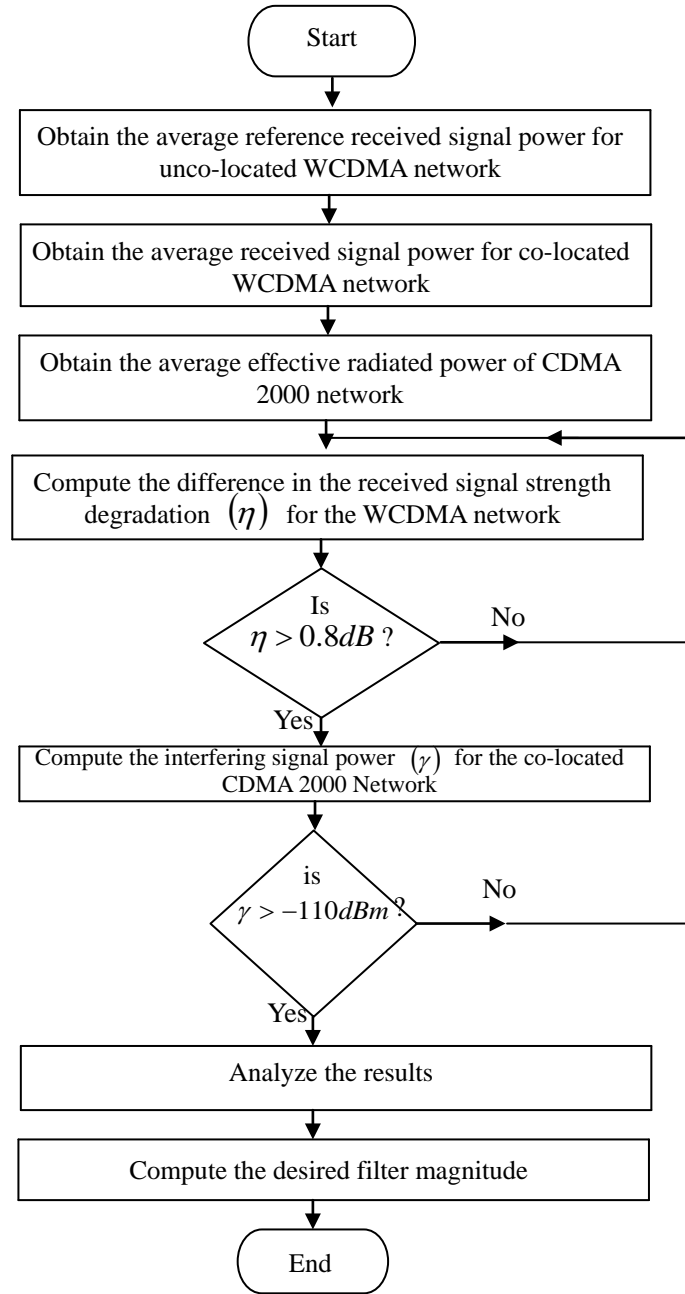 Start
Obtain the average reference received signal power for
unco-located WCDMA network
Obtain the average received signal power for co-located
WCDMA network
Obtain the average effective radiated power of CDMA
2000 network
Compute the difference in the received signal strength
degradation (η) for the WCDMA network
Is
η > 0.8dB ?
No
Yes
Compute the interfering signal power (γ) for the co-located
CDMA 2000 Network
is
γ > −110dBm ?
No
Yes
Analyze the results
Compute the desired filter magnitude
End